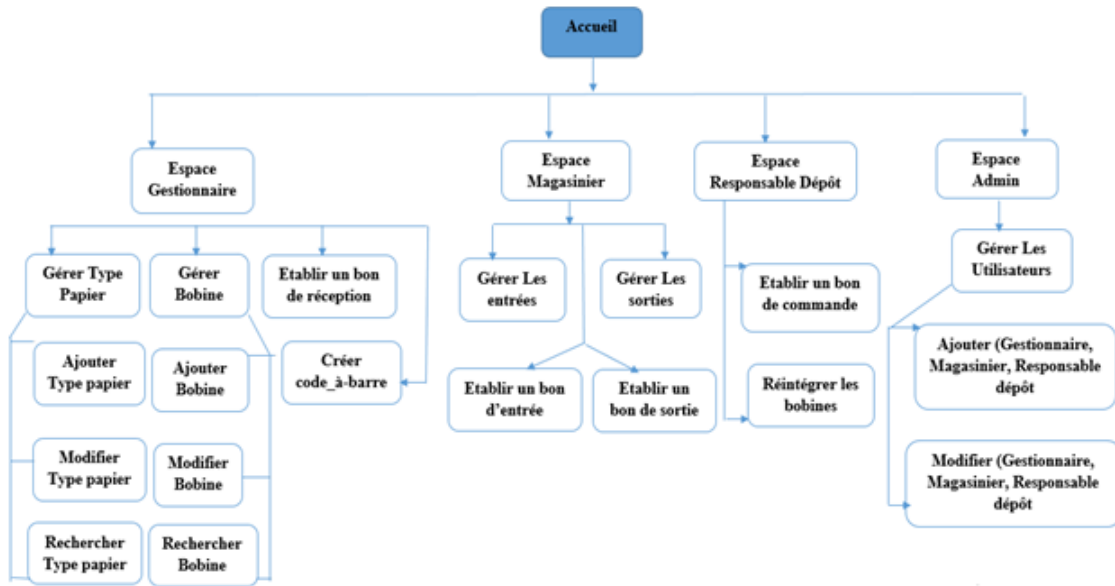 Accueil
Espace
Gestionnaire
Espace
Magasinier
Espace
Responsable Dépôt
Espace
Admin
Gérer Type
Papier
Gérer
Bobine
Etablir un bon
de réception
Gérer Les
entrées
Gérer Les
sorties
Etablir un bon
de commande
Gérer Les
Utilisateurs
Ajouter
Type papier
Ajouter
Bobine
Créer
code_à-barre
Etablir un bon
d'entrée
Etablir un
bon de sortie
Réintégrer les
bobines
Ajouter (Gestionnaire,
Magasinier, Responsable
dépôt
Modifier
Type papier
Modifier
Bobine
Modifier (Gestionnaire,
Magasinier, Responsable
dépôt
Rechercher
Type papier
Rechercher
Bobine